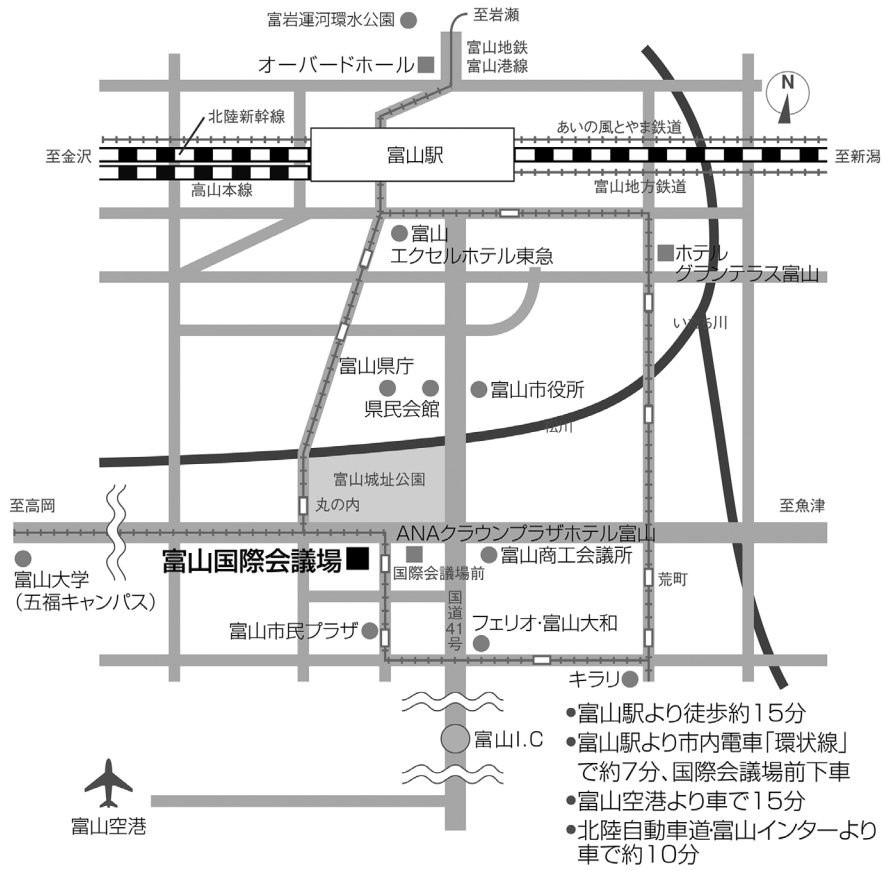 富岩運河環水公園
至岩瀬
オーバードホール
富山地鉄
富山港線
N
北陸新幹線
あいの風とやま鉄道
至金沢
富山駅
至新潟
高山本線
富山地方鉄道
富山
エクセルホテル東急
ホテル
グランテラス富山
いたち川
富山県庁
県民会館
富山市役所
松川
富山城址公園
至高岡
丸の内
至魚津
ANAクラウンプラザホテル富山
富山国際会議場
国際会議場前
富山商工会議所
富山大学
(五福キャンパス)
荒町
国道41号
富山市民プラザ
フェリオ・富山大和
キラリ
富山I.C
富山空港
●富山駅より徒歩約15分
●富山駅より市内電車「環状線」
で約7分、国際会議場前下車
●富山空港より車で15分
●北陸自動車道・富山インターより
車で約10分